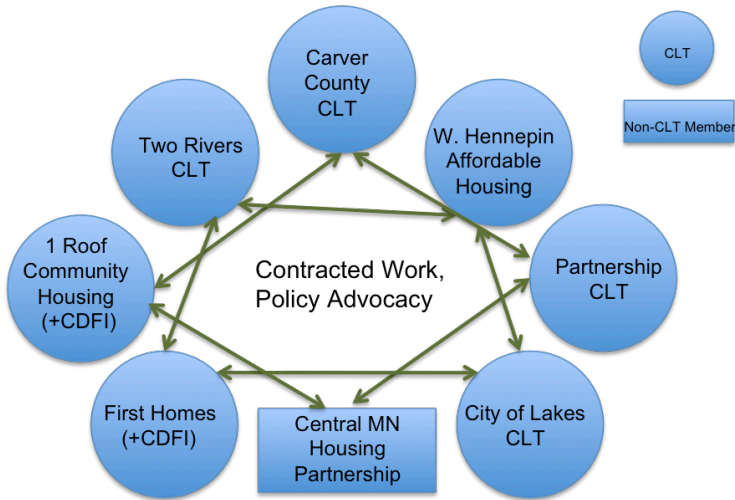 Carver
County
CLT
CLT
Non-CLT Member
Two Rivers
CLT
W. Hennepin
Affordable
Housing
1 Roof
Community
Housing
(+CDFI)
Contracted Work,
Policy Advocacy
Partnership
CLT
First Homes
(+CDFI)
Central MN
Housing
Partnership
City of Lakes
CLT